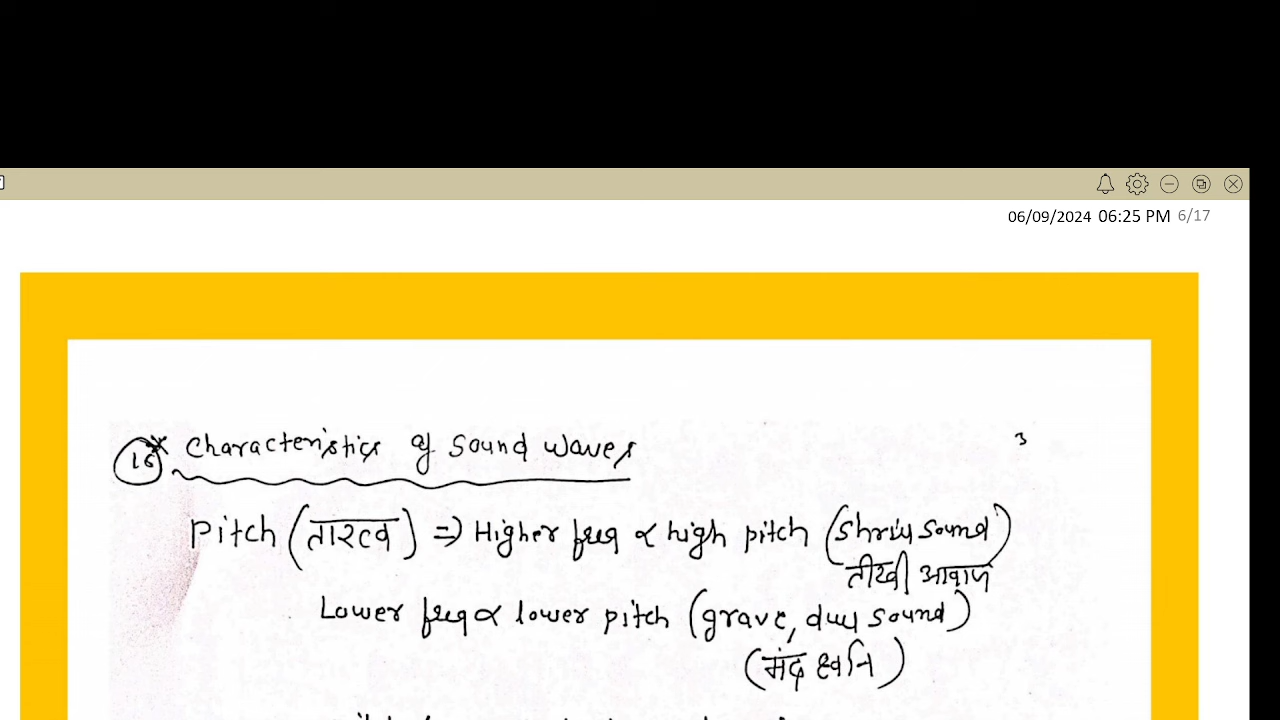 06/09/2024 06:25 PM 6/17
3
16 * Characteristics of Sound waves
Pitch (तारत्व) => Higher freq ∝ high pitch (Shrill sound)
तीखी आवाज
Lower freq ∝ lower pitch (grave, dull sound)
(मंद ध्वनि)